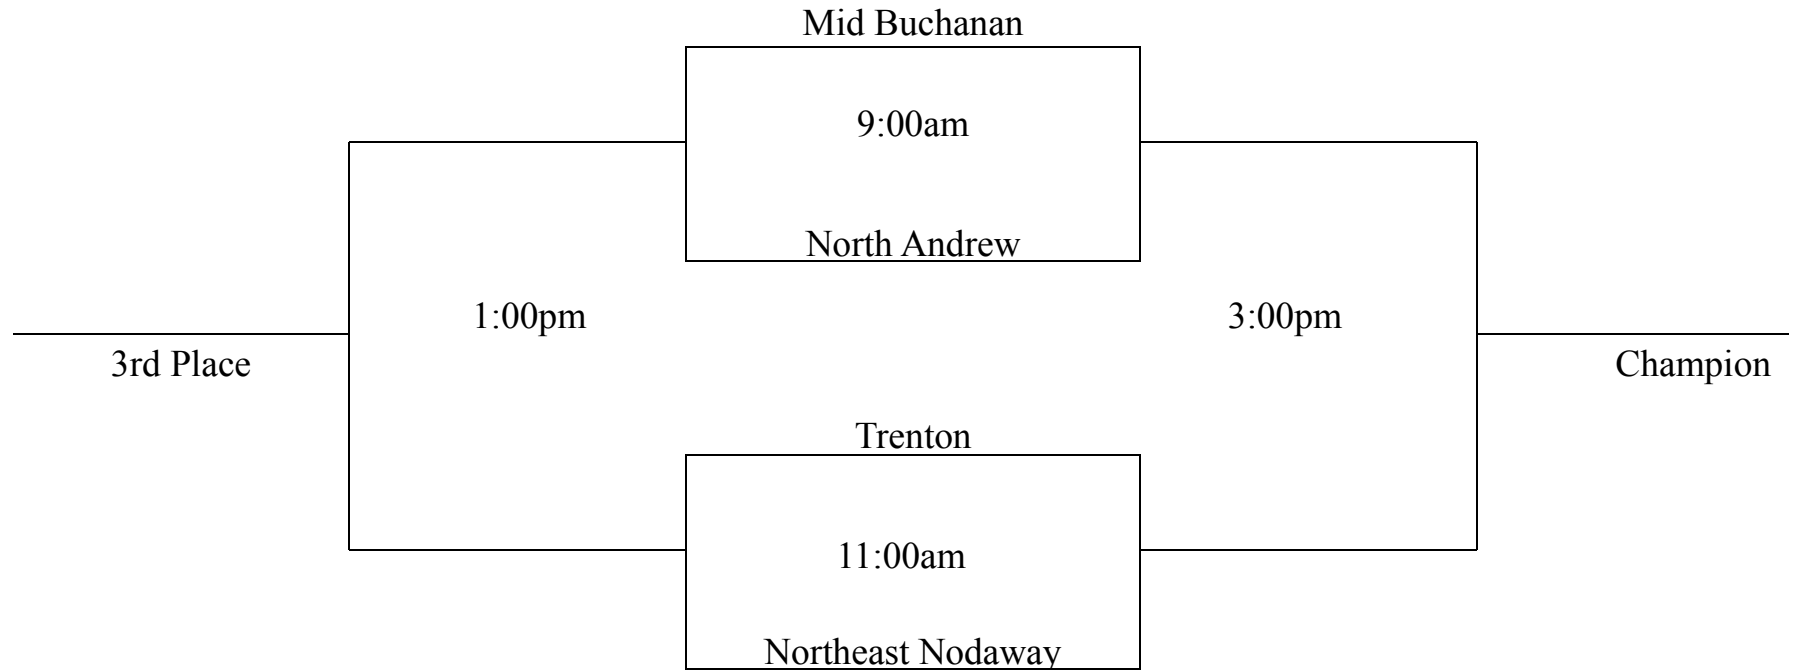 Mid Buchanan
9:00am
North Andrew
1:00pm
3:00pm
3rd Place
Champion
Trenton
11:00am
Northeast Nodaway